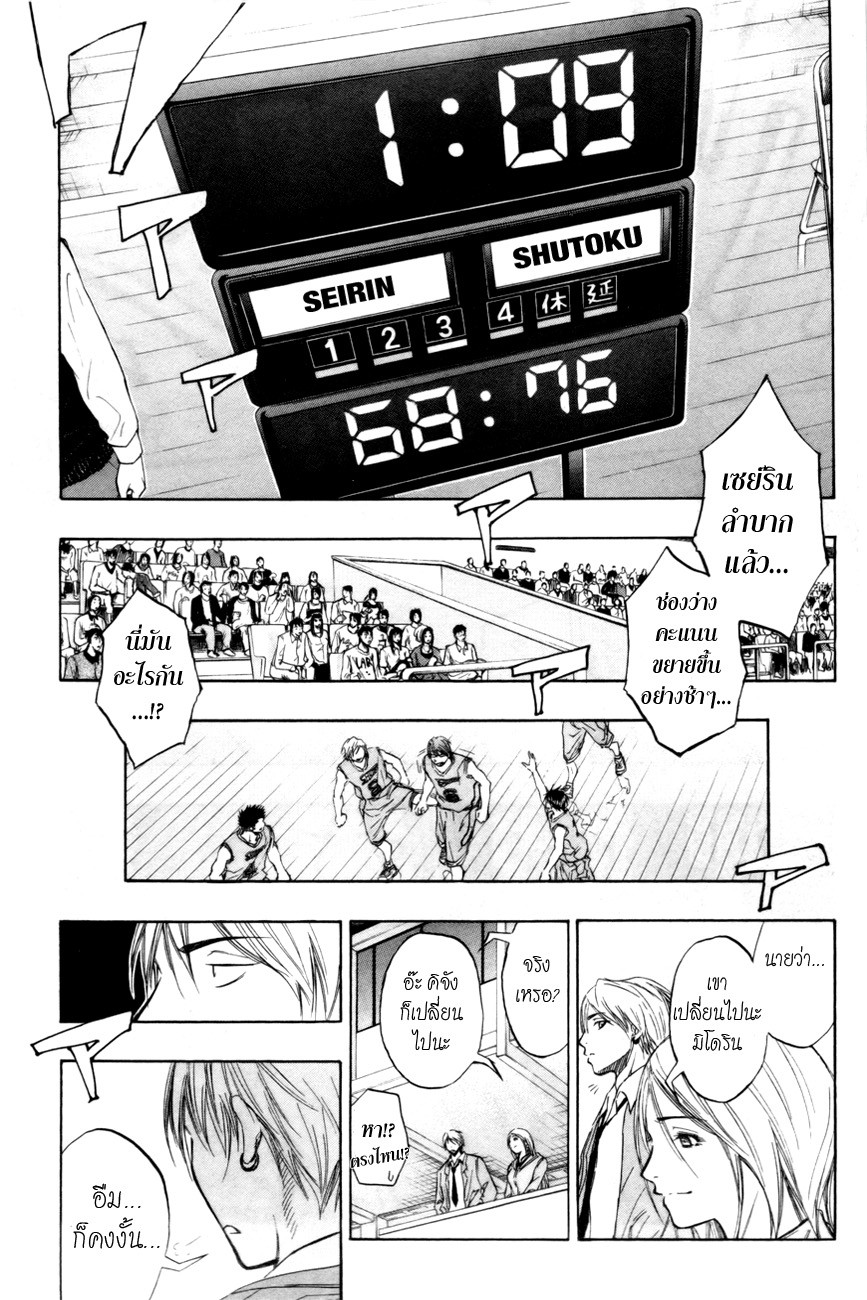 1:09
SEIRIN
SHUTOKU
1 2 3 4 休 延
68:76
ア
ア
ア
ア
ア
ア
เซย์ริน
ลำบาก
แล้ว...
ช่องว่าง
คะแนน
ขยายขึ้น
อย่างช้าๆ...
นี่มัน
อะไรกัน
...!?
นายว่า...
เขา
เปลี่ยนไปนะ
มิโดริน
จริง
เหรอ?
อ๊ะ คิจัง
ก็เปลี่ยน
ไปนะ
หา!?
ตรงไหน!?
อืม...
ก็คงงั้น...